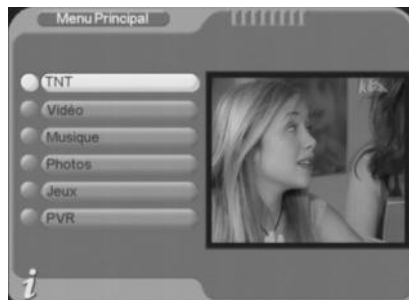 Menu Principal
TNT
Vidéo
Musique
Photos
Jeux
PVR
i